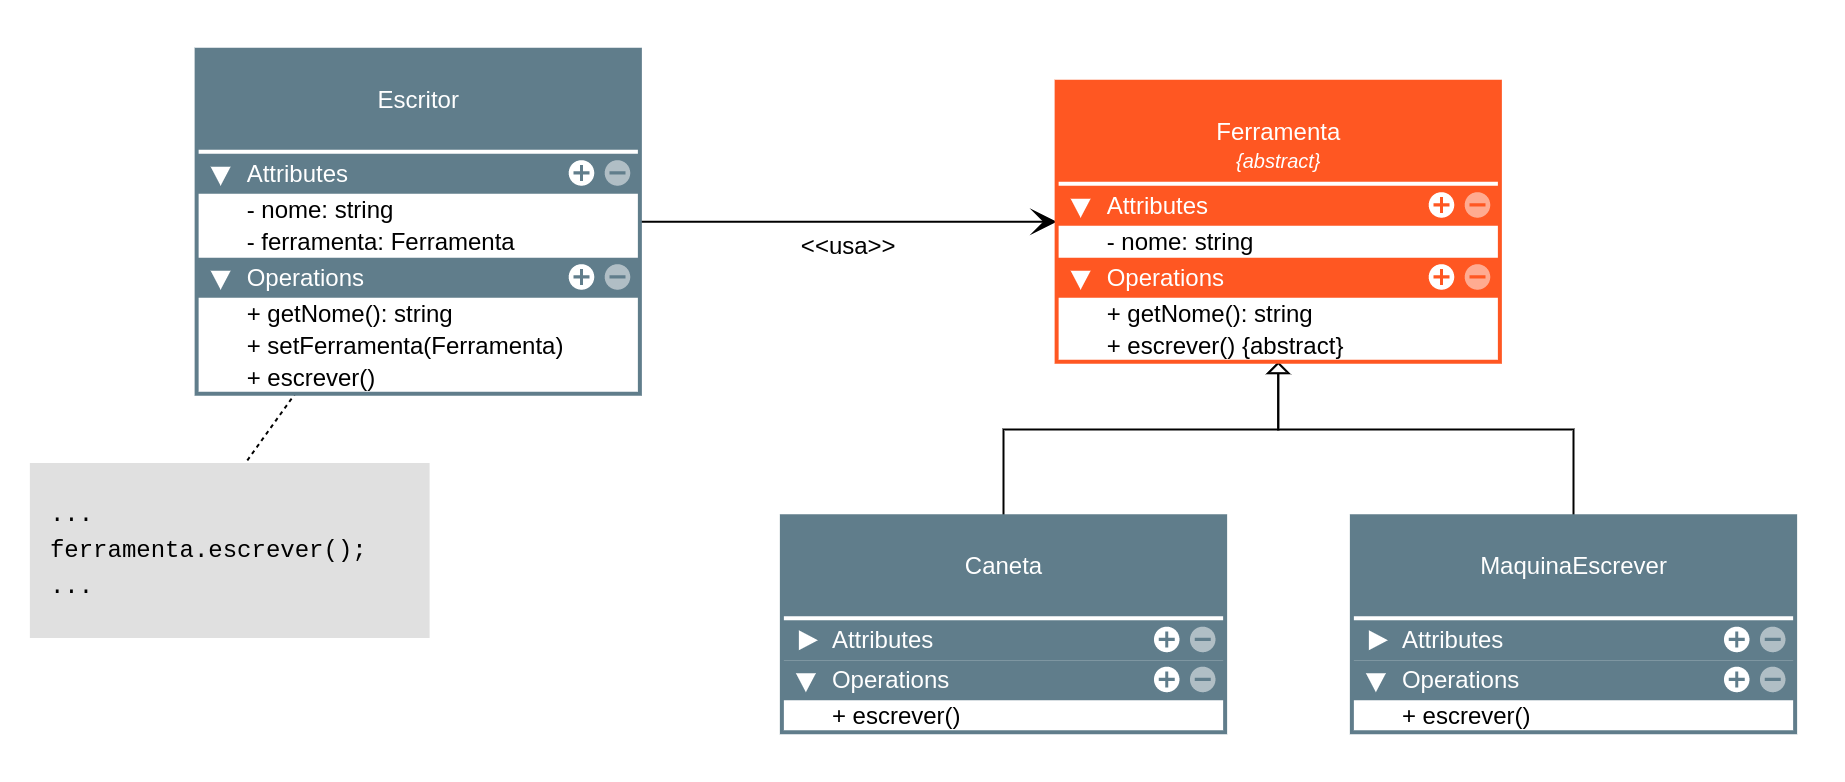 Escritor
Attributes
- nome: string
- ferramenta: Ferramenta
Operations
+ getNome(): string
+ setFerramenta(Ferramenta)
+ escrever()
<<usa>>
Ferramenta
{abstract}
Attributes
- nome: string
Operations
+ getNome(): string
+ escrever() {abstract}
...
ferramenta.escrever();
...
Caneta
Attributes
Operations
+ escrever()
MaquinaEscrever
Attributes
Operations
+ escrever()